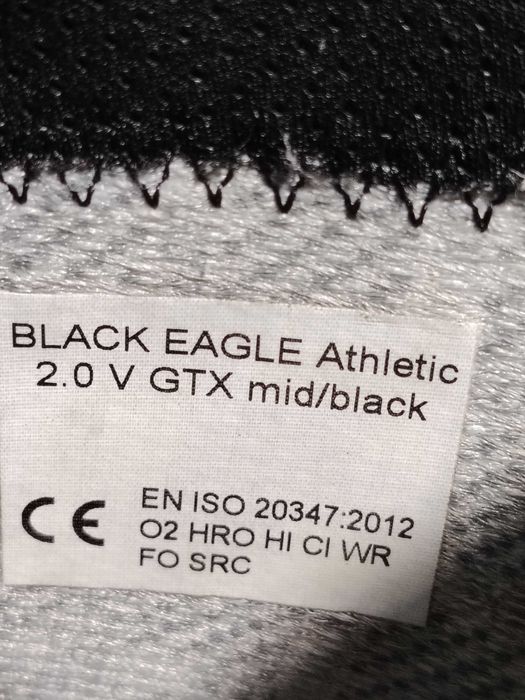 BLACK EAGLE Athletic
2.0 V GTX mid/black
CE
EN ISO 20347:2012
O2 HRO HI CI WR
FO SRC